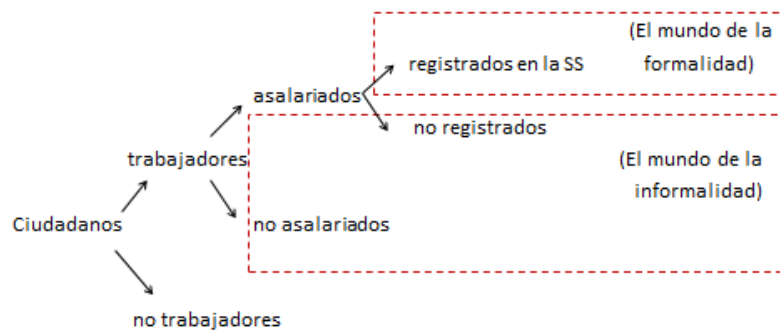 (El mundo de la
registrados en la SS formalidad)
asalariados
no registrados
trabajadores (El mundo de la
informalidad)
Ciudadanos no asalariados
no trabajadores